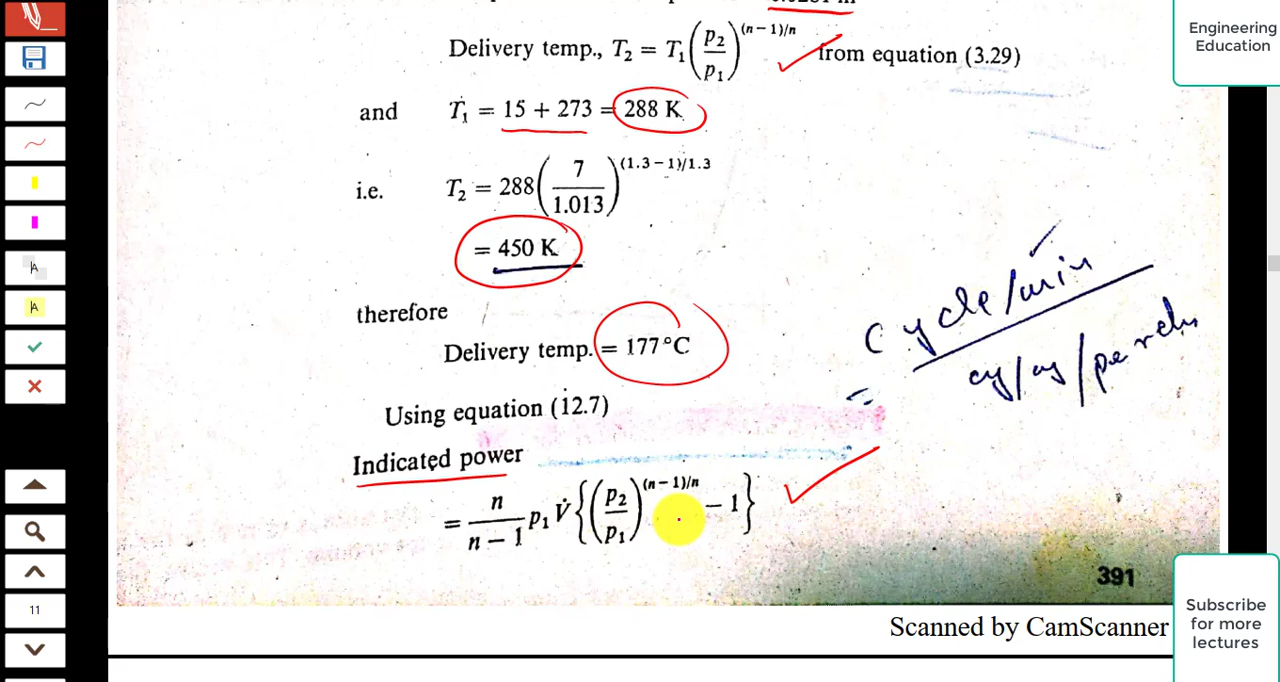 Delivery temp., T₂ = T₁(p₂/p₁)^(n − 1)/n from equation (3.29)
and T₁ = 15 + 273 = 288 K
i.e. T₂ = 288(7/1.013)^(1.3 − 1)/1.3
= 450 K
therefore
Delivery temp. = 177 °C
Using equation (12.7)
Indicated power
= n/(n − 1) p₁ V̇{(p₂/p₁)^(n − 1)/n − 1}
391
Scanned by CamScanner
Cycle/min
=
Engineering
Education
Subscribe
for more
lectures
A
A
11